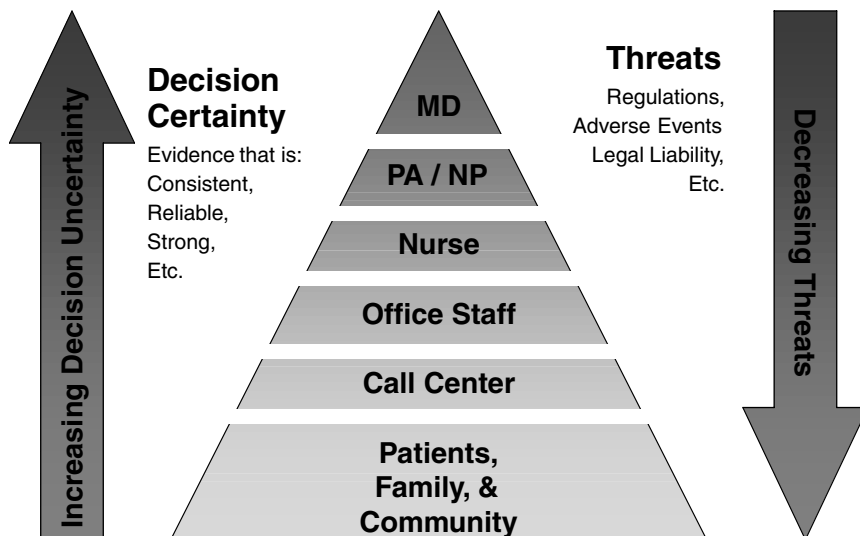 Increasing Decision Uncertainty
Decision
Certainty
Evidence that is:
Consistent,
Reliable,
Strong,
Etc.
MD
PA / NP
Nurse
Office Staff
Call Center
Patients,
Family, &
Community
Threats
Regulations,
Adverse Events
Legal Liability,
Etc.
Decreasing Threats